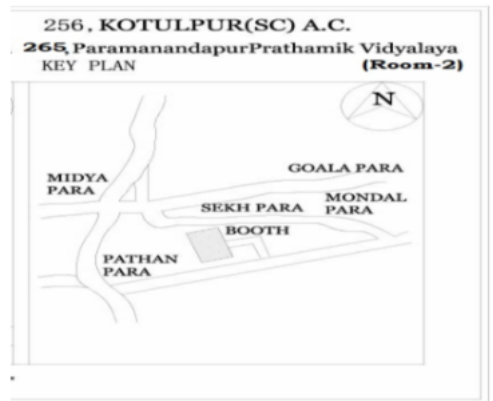 256, KOTULPUR(SC) A.C.
265, ParamanandapurPrathamik Vidyalaya
KEY PLAN (Room-2)
N
GOALA PARA
MIDYA
PARA
MONDAL
PARA
SEKH PARA
BOOTH
PATHAN
PARA